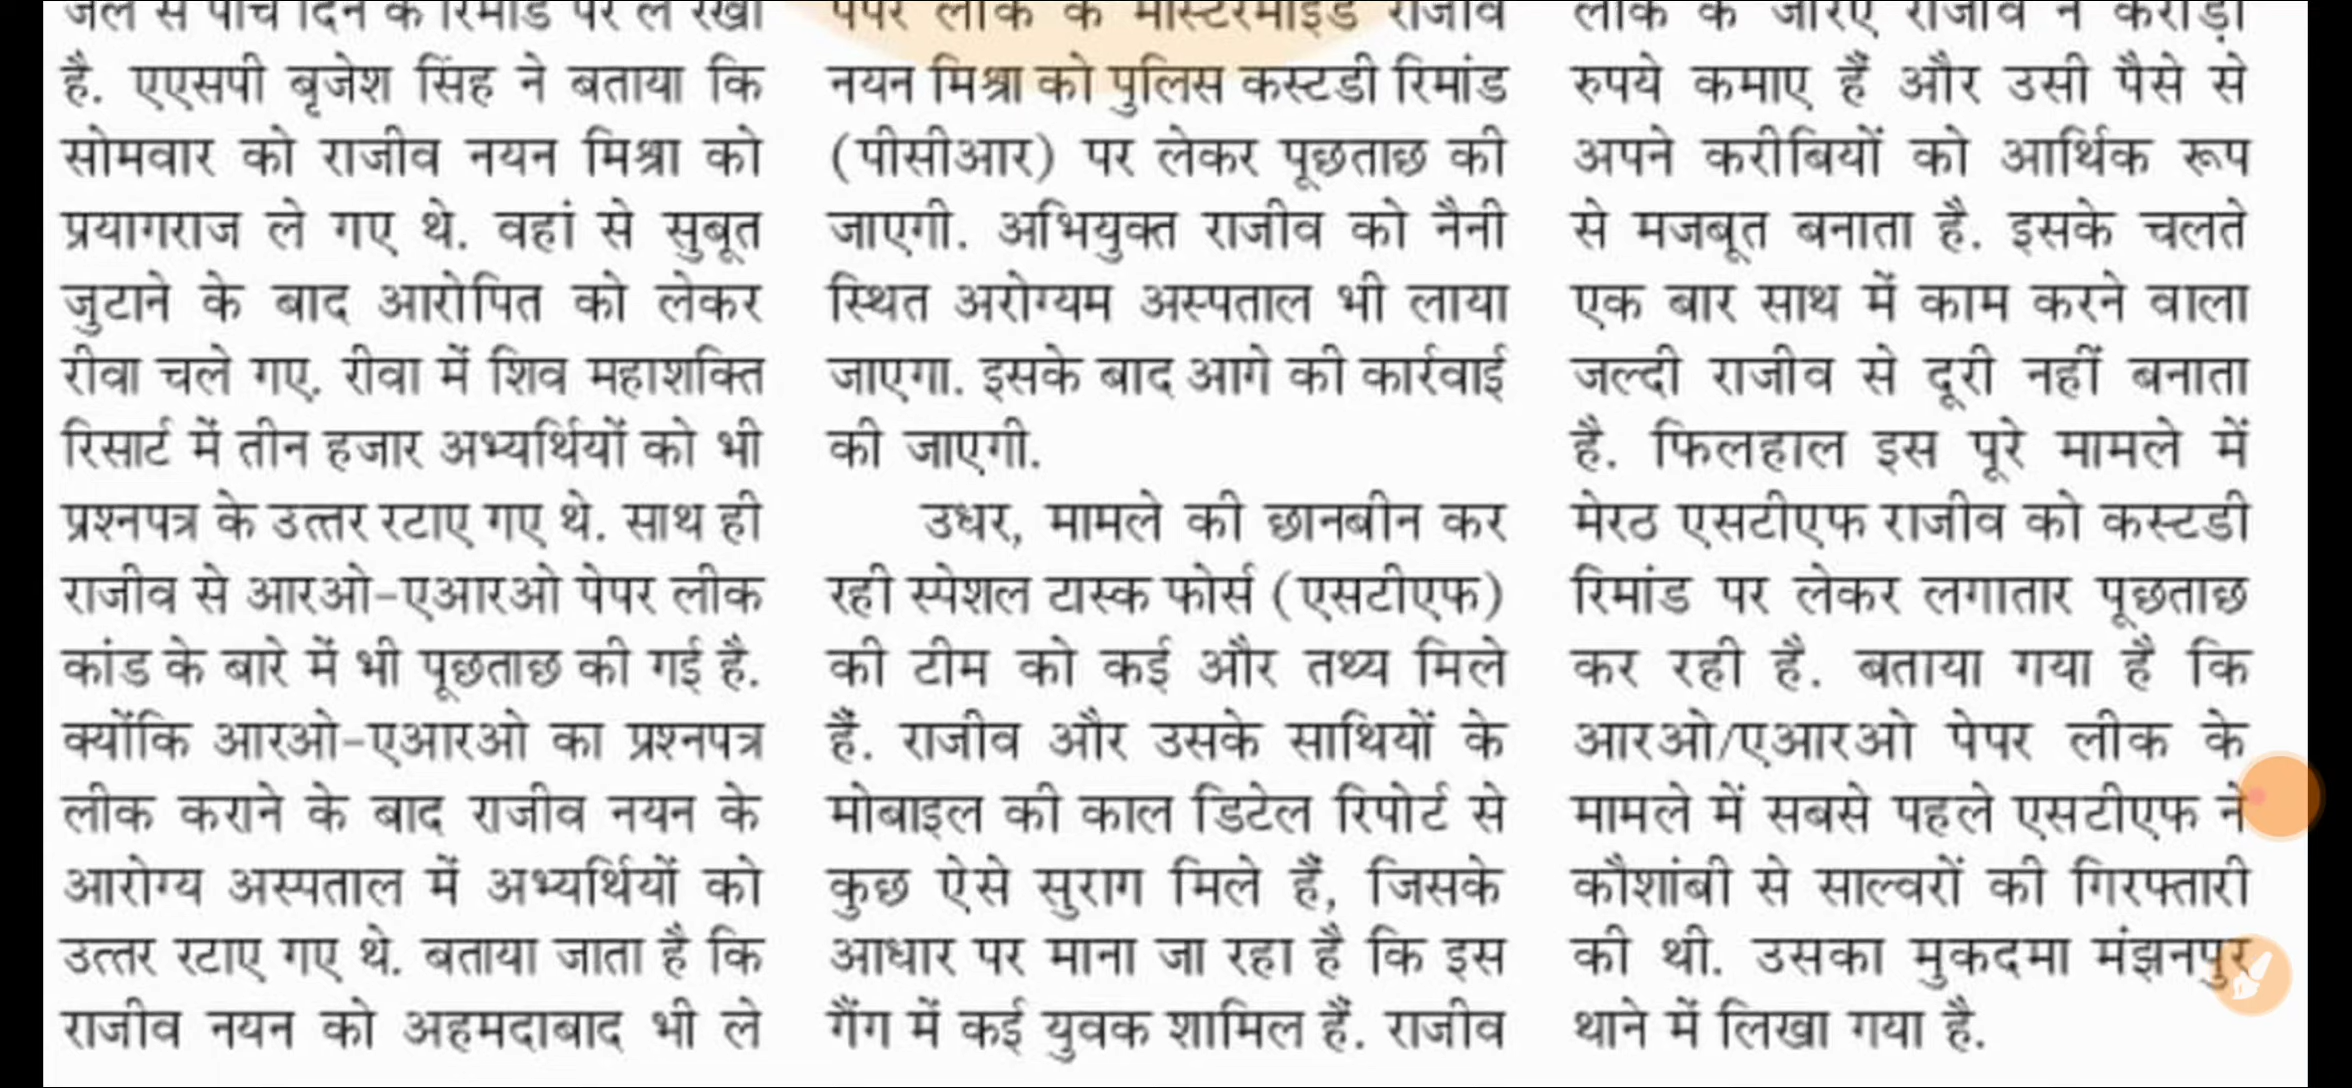 जेल से पांच दिन के रिमांड पर ले रखा
है. एएसपी बृजेश सिंह ने बताया कि
सोमवार को राजीव नयन मिश्रा को
प्रयागराज ले गए थे. वहां से सुबूत
जुटाने के बाद आरोपित को लेकर
रीवा चले गए. रीवा में शिव महाशक्ति
रिसार्ट में तीन हजार अभ्यर्थियों को भी
प्रश्नपत्र के उत्तर रटाए गए थे. साथ ही
राजीव से आरओ-एआरओ पेपर लीक
कांड के बारे में भी पूछताछ की गई है.
क्योंकि आरओ-एआरओ का प्रश्नपत्र
लीक कराने के बाद राजीव नयन के
आरोग्य अस्पताल में अभ्यर्थियों को
उत्तर रटाए गए थे. बताया जाता है कि
राजीव नयन को अहमदाबाद भी ले
पेपर लीक के मास्टरमाइंड राजीव
नयन मिश्रा को पुलिस कस्टडी रिमांड
(पीसीआर) पर लेकर पूछताछ की
जाएगी. अभियुक्त राजीव को नैनी
स्थित अरोग्यम अस्पताल भी लाया
जाएगा. इसके बाद आगे की कार्रवाई
की जाएगी.
उधर, मामले की छानबीन कर
रही स्पेशल टास्क फोर्स (एसटीएफ)
की टीम को कई और तथ्य मिले
हैं. राजीव और उसके साथियों के
मोबाइल की काल डिटेल रिपोर्ट से
कुछ ऐसे सुराग मिले हैं, जिसके
आधार पर माना जा रहा है कि इस
गैंग में कई युवक शामिल हैं. राजीव
लीक के जरिए राजीव ने करोड़ों
रुपये कमाए हैं और उसी पैसे से
अपने करीबियों को आर्थिक रूप
से मजबूत बनाता है. इसके चलते
एक बार साथ में काम करने वाला
जल्दी राजीव से दूरी नहीं बनाता
है. फिलहाल इस पूरे मामले में
मेरठ एसटीएफ राजीव को कस्टडी
रिमांड पर लेकर लगातार पूछताछ
कर रही है. बताया गया है कि
आरओ/एआरओ पेपर लीक के
मामले में सबसे पहले एसटीएफ ने
कौशांबी से साल्वरों की गिरफ्तारी
की थी. उसका मुकदमा मंझनपुर
थाने में लिखा गया है.